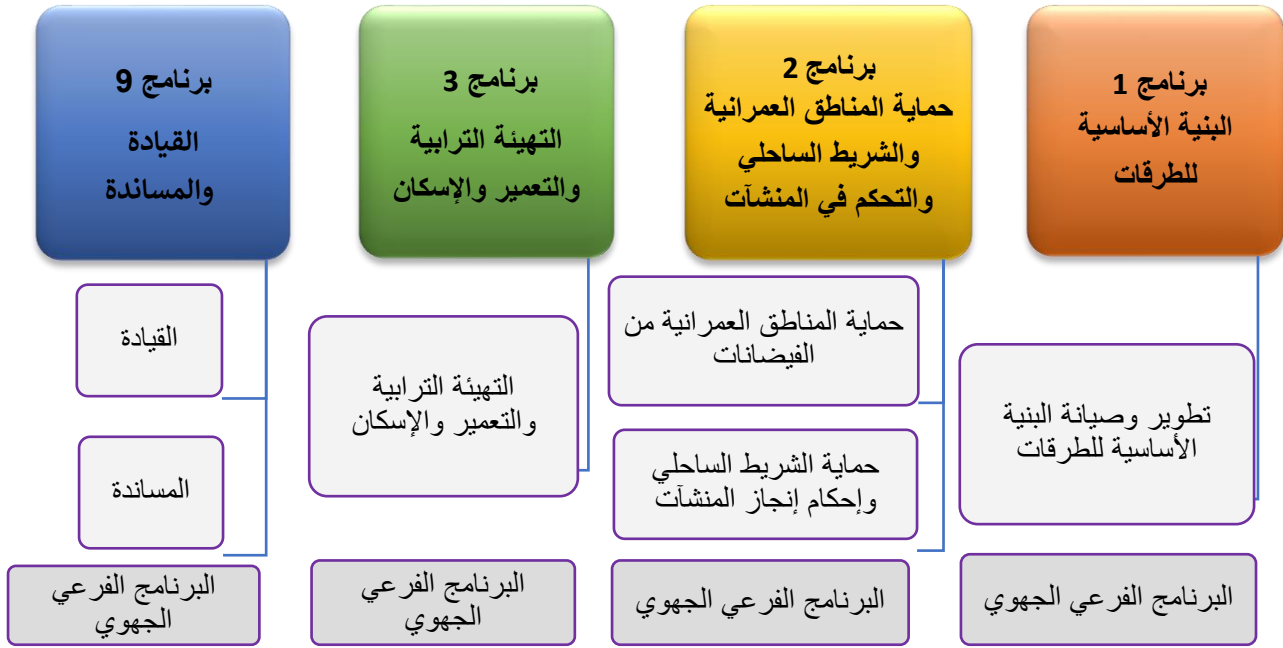 برنامج 1
البنية الأساسية
للطرقات
تطوير وصيانة البنية
الأساسية للطرقات
البرنامج الفرعي الجهوي
برنامج 2
حماية المناطق العمرانية
والشريط الساحلي
والتحكم في المنشآت
حماية المناطق العمرانية من
الفيضانات
حماية الشريط الساحلي
وإحكام إنجاز المنشآت
البرنامج الفرعي الجهوي
برنامج 3
التهيئة الترابية
والتعمير والإسكان
التهيئة الترابية
والتعمير والإسكان
البرنامج الفرعي
الجهوي
برنامج 9
القيادة
والمساندة
القيادة
المساندة
البرنامج الفرعي
الجهوي